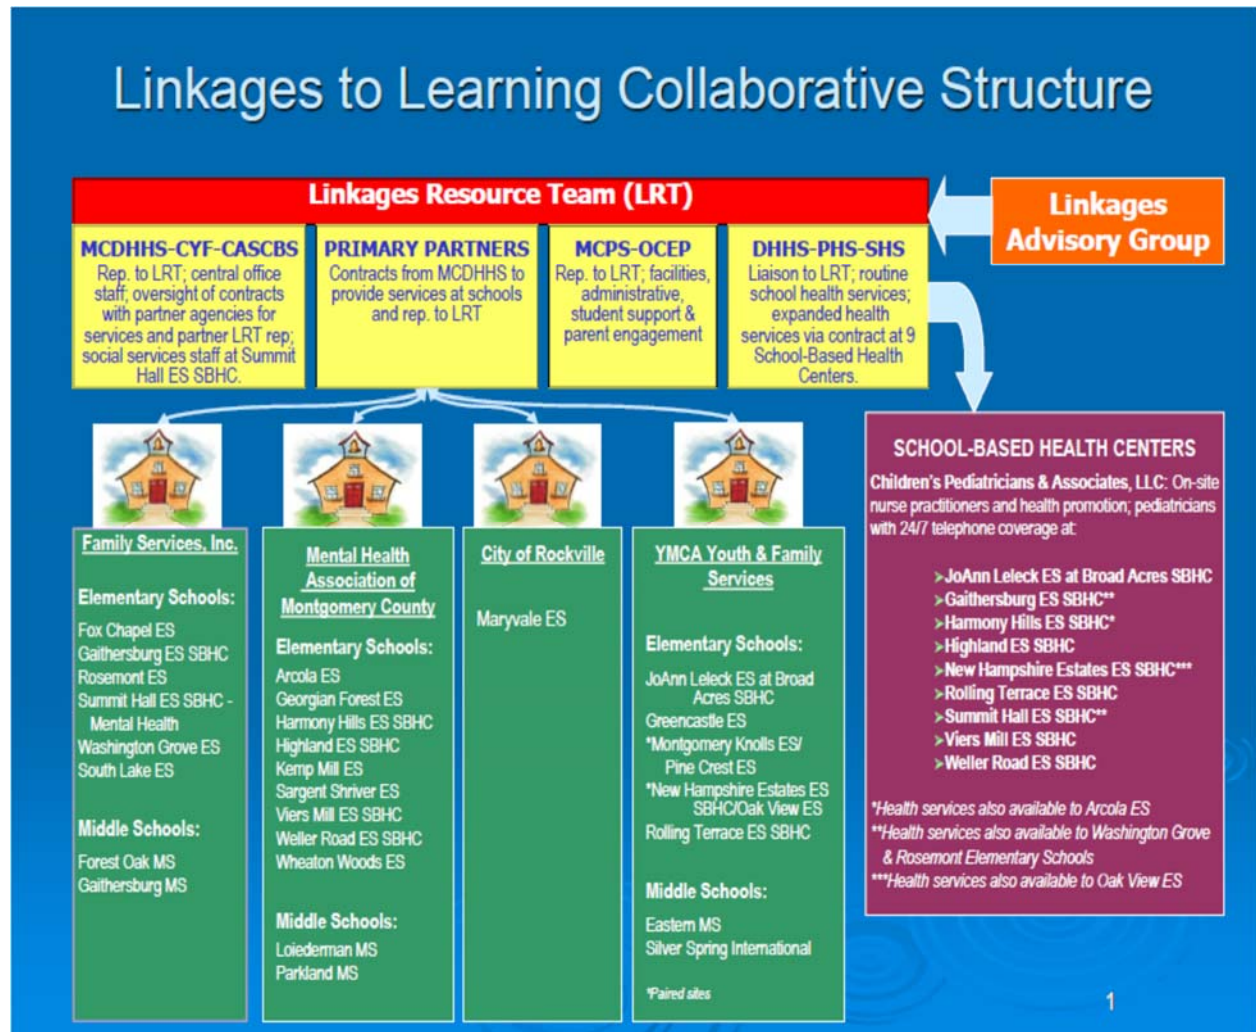 Linkages to Learning Collaborative Structure
Linkages Resource Team (LRT)
Linkages
Advisory Group
MCDHHS-CYF-CASCBS
Rep. to LRT; central office
staff; oversight of contracts
with partner agencies for
services and partner LRT rep;
social services staff at Summit
Hall ES SBHC.
PRIMARY PARTNERS
Contracts from MCDHHS to
provide services at schools
and rep. to LRT
MCPS-OCEP
Rep. to LRT; facilities,
administrative,
student support &
parent engagement
DHHS-PHS-SHS
Liaison to LRT; routine
school health services;
expanded health
services via contract at 9
School-Based Health
Centers.
Family Services, Inc.
Elementary Schools:
Fox Chapel ES
Gaithersburg ES SBHC
Rosemont ES
Summit Hall ES SBHC -
Mental Health
Washington Grove ES
South Lake ES
Middle Schools:
Forest Oak MS
Gaithersburg MS
Mental Health
Association of
Montgomery County
Elementary Schools:
Arcola ES
Georgian Forest ES
Harmony Hills ES SBHC
Highland ES SBHC
Kemp Mill ES
Sargent Shriver ES
Viers Mill ES SBHC
Weller Road ES SBHC
Wheaton Woods ES
Middle Schools:
Loiederman MS
Parkland MS
City of Rockville
Maryvale ES
YMCA Youth & Family
Services
Elementary Schools:
JoAnn Leleck ES at Broad
Acres SBHC
Greencastle ES
*Montgomery Knolls ES/
Pine Crest ES
*New Hampshire Estates ES
SBHC/Oak View ES
Rolling Terrace ES SBHC
Middle Schools:
Eastern MS
Silver Spring International
*Paired sites
SCHOOL-BASED HEALTH CENTERS
Children's Pediatricians & Associates, LLC: On-site
nurse practitioners and health promotion; pediatricians
with 24/7 telephone coverage at:
➢JoAnn Leleck ES at Broad Acres SBHC
➢Gaithersburg ES SBHC**
➢Harmony Hills ES SBHC*
➢Highland ES SBHC
➢New Hampshire Estates ES SBHC***
➢Rolling Terrace ES SBHC
➢Summit Hall ES SBHC**
➢Viers Mill ES SBHC
➢Weller Road ES SBHC
*Health services also available to Arcola ES
**Health services also available to Washington Grove
& Rosemont Elementary Schools
***Health services also available to Oak View ES
1